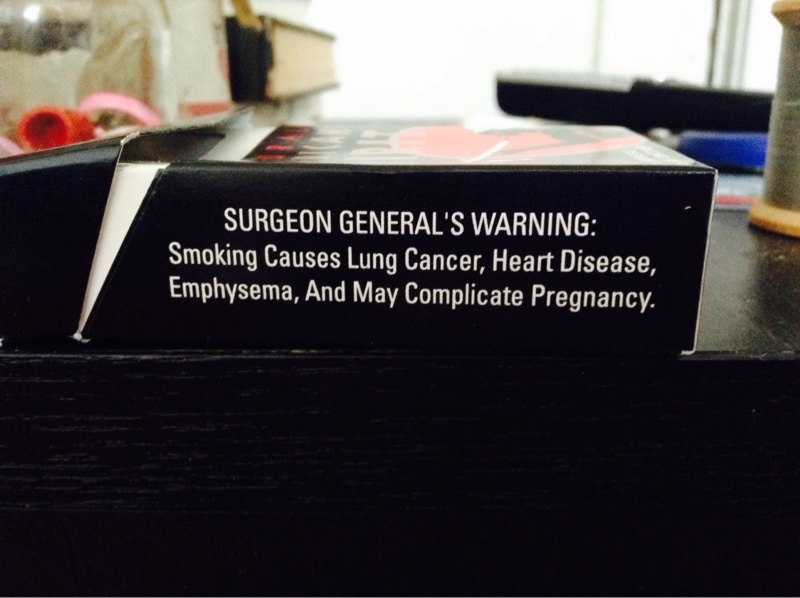 SURGEON GENERAL'S WARNING:
Smoking Causes Lung Cancer, Heart Disease,
Emphysema, And May Complicate Pregnancy.